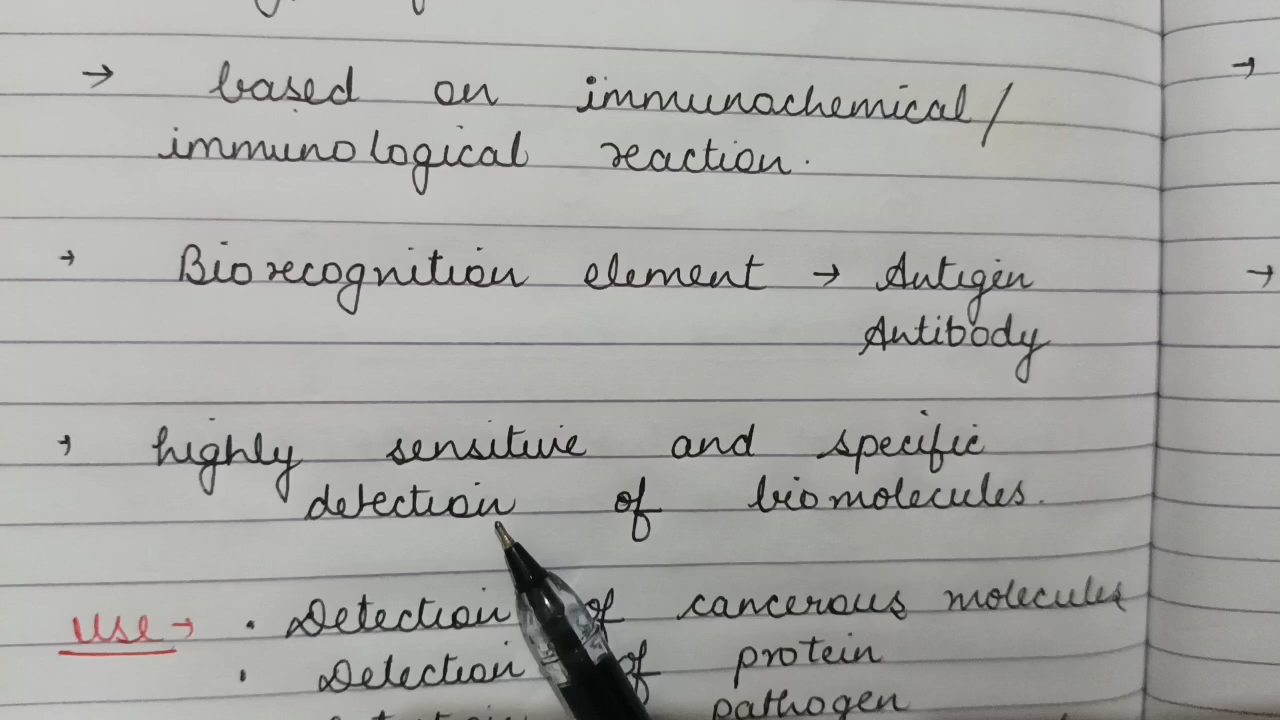 → based on immunochemical/
immunological reaction.
→ Biorecognition element → Antigen
Antibody
→ highly sensitive and specific
detection of biomolecules.
Use → • Detection of cancerous molecules
• Detection of protein
pathogen